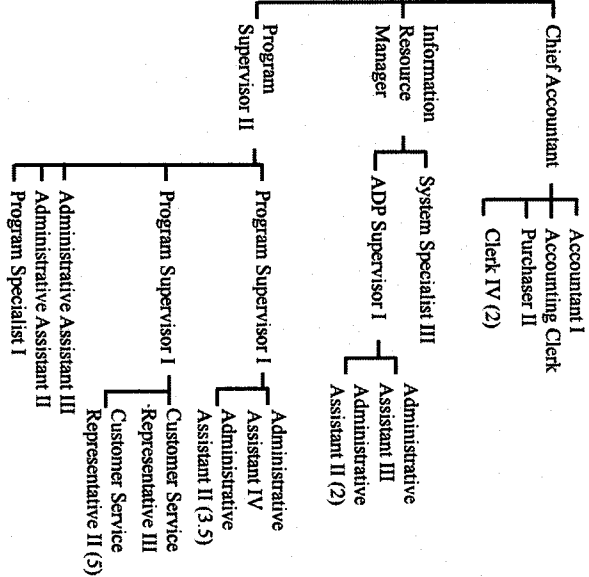 Chief Accountant
Accountant I
Accounting Clerk
Purchaser II
Clerk IV (2)
Information
Resource
Manager
System Specialist III
ADP Supervisor I
Administrative
Assistant III
Administrative
Assistant II (2)
Program
Supervisor II
Program Supervisor I
Administrative
Assistant IV
Administrative
Assistant II (3.5)
Program Supervisor I
Customer Service
Representative III
Customer Service
Representative II (5)
Administrative Assistant III
Administrative Assistant II
Program Specialist I